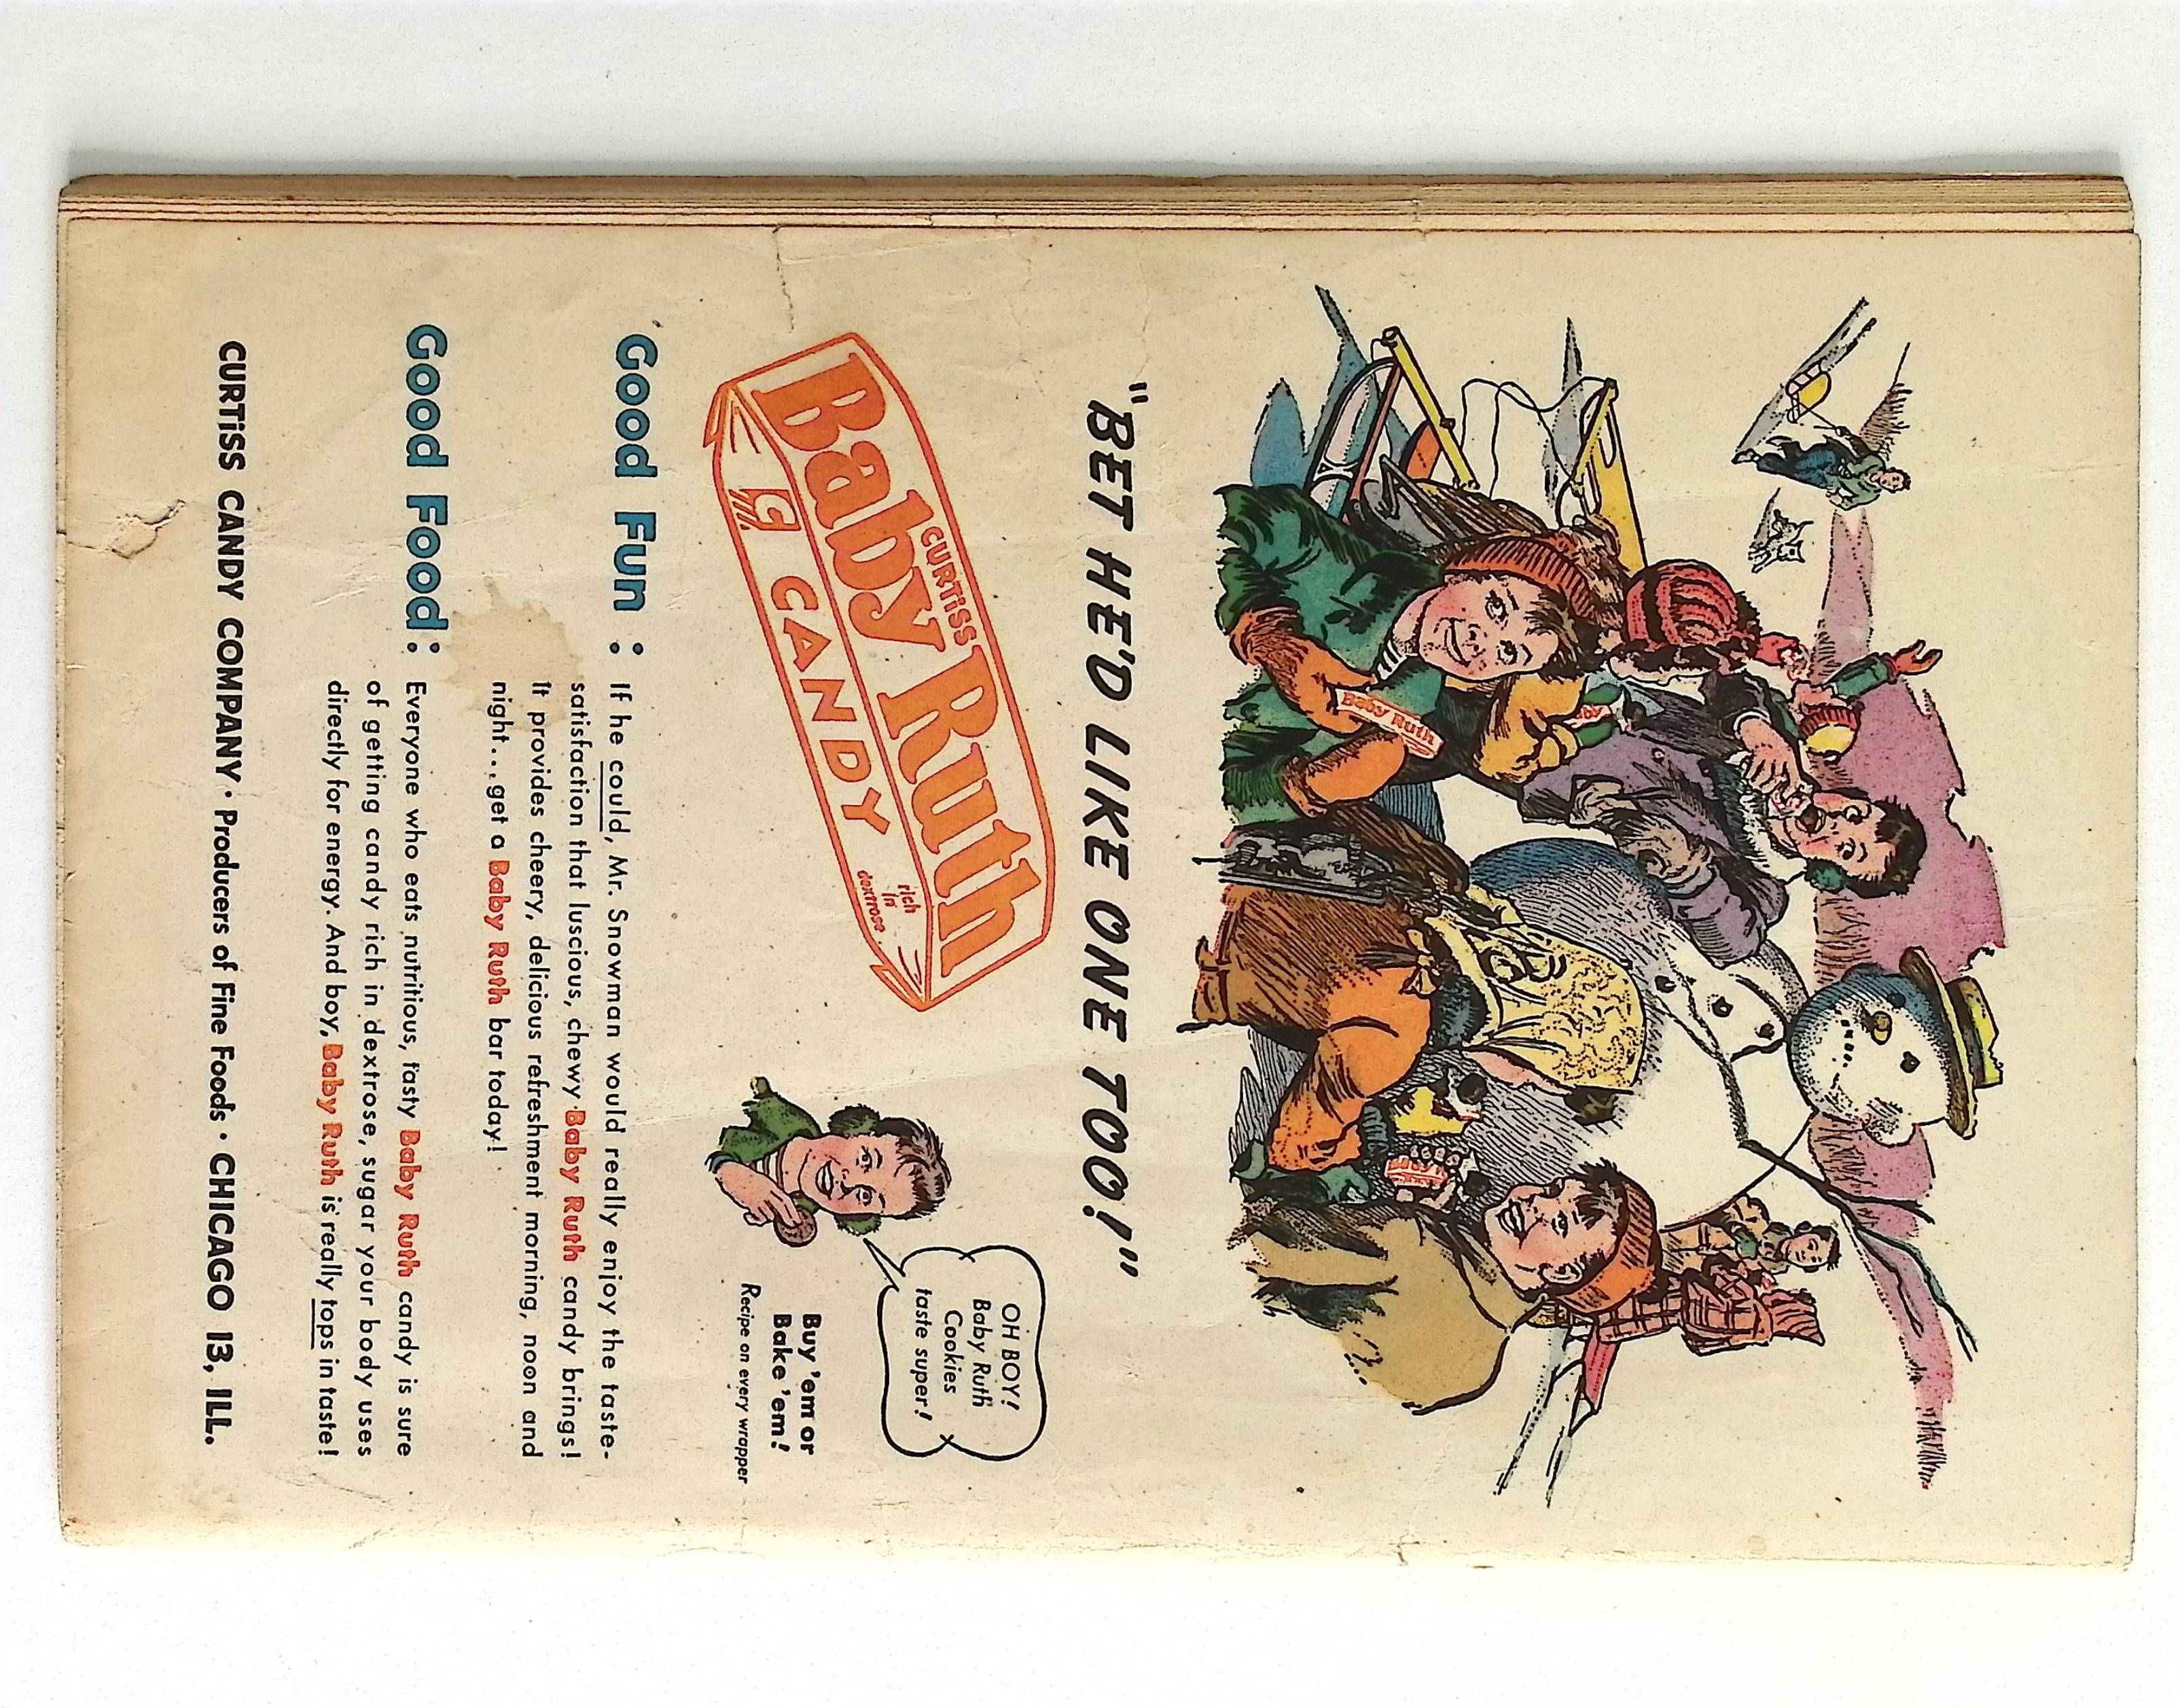 Baby Ruth
by
Baby Ruth
"BET HE'D LIKE ONE TOO!"
CURTiSS
Baby Ruth
C CANDY
rich
in
dextrose
OH BOY!
Baby Ruth
Cookies
taste super!
Buy 'em or
Bake 'em!
Recipe on every wrapper
Good Fun :
If he could, Mr. Snowman would really enjoy the taste-
satisfaction that luscious, chewy Baby Ruth candy brings!
It provides cheery, delicious refreshment morning, noon and
night...get a Baby Ruth bar today!
Good Food :
Everyone who eats nutritious, tasty Baby Ruth candy is sure
of getting candy rich in dextrose, sugar your body uses
directly for energy. And boy, Baby Ruth is really tops in taste!
CURTiSS CANDY COMPANY · Producers of Fine Foods · CHICAGO 13, ILL.